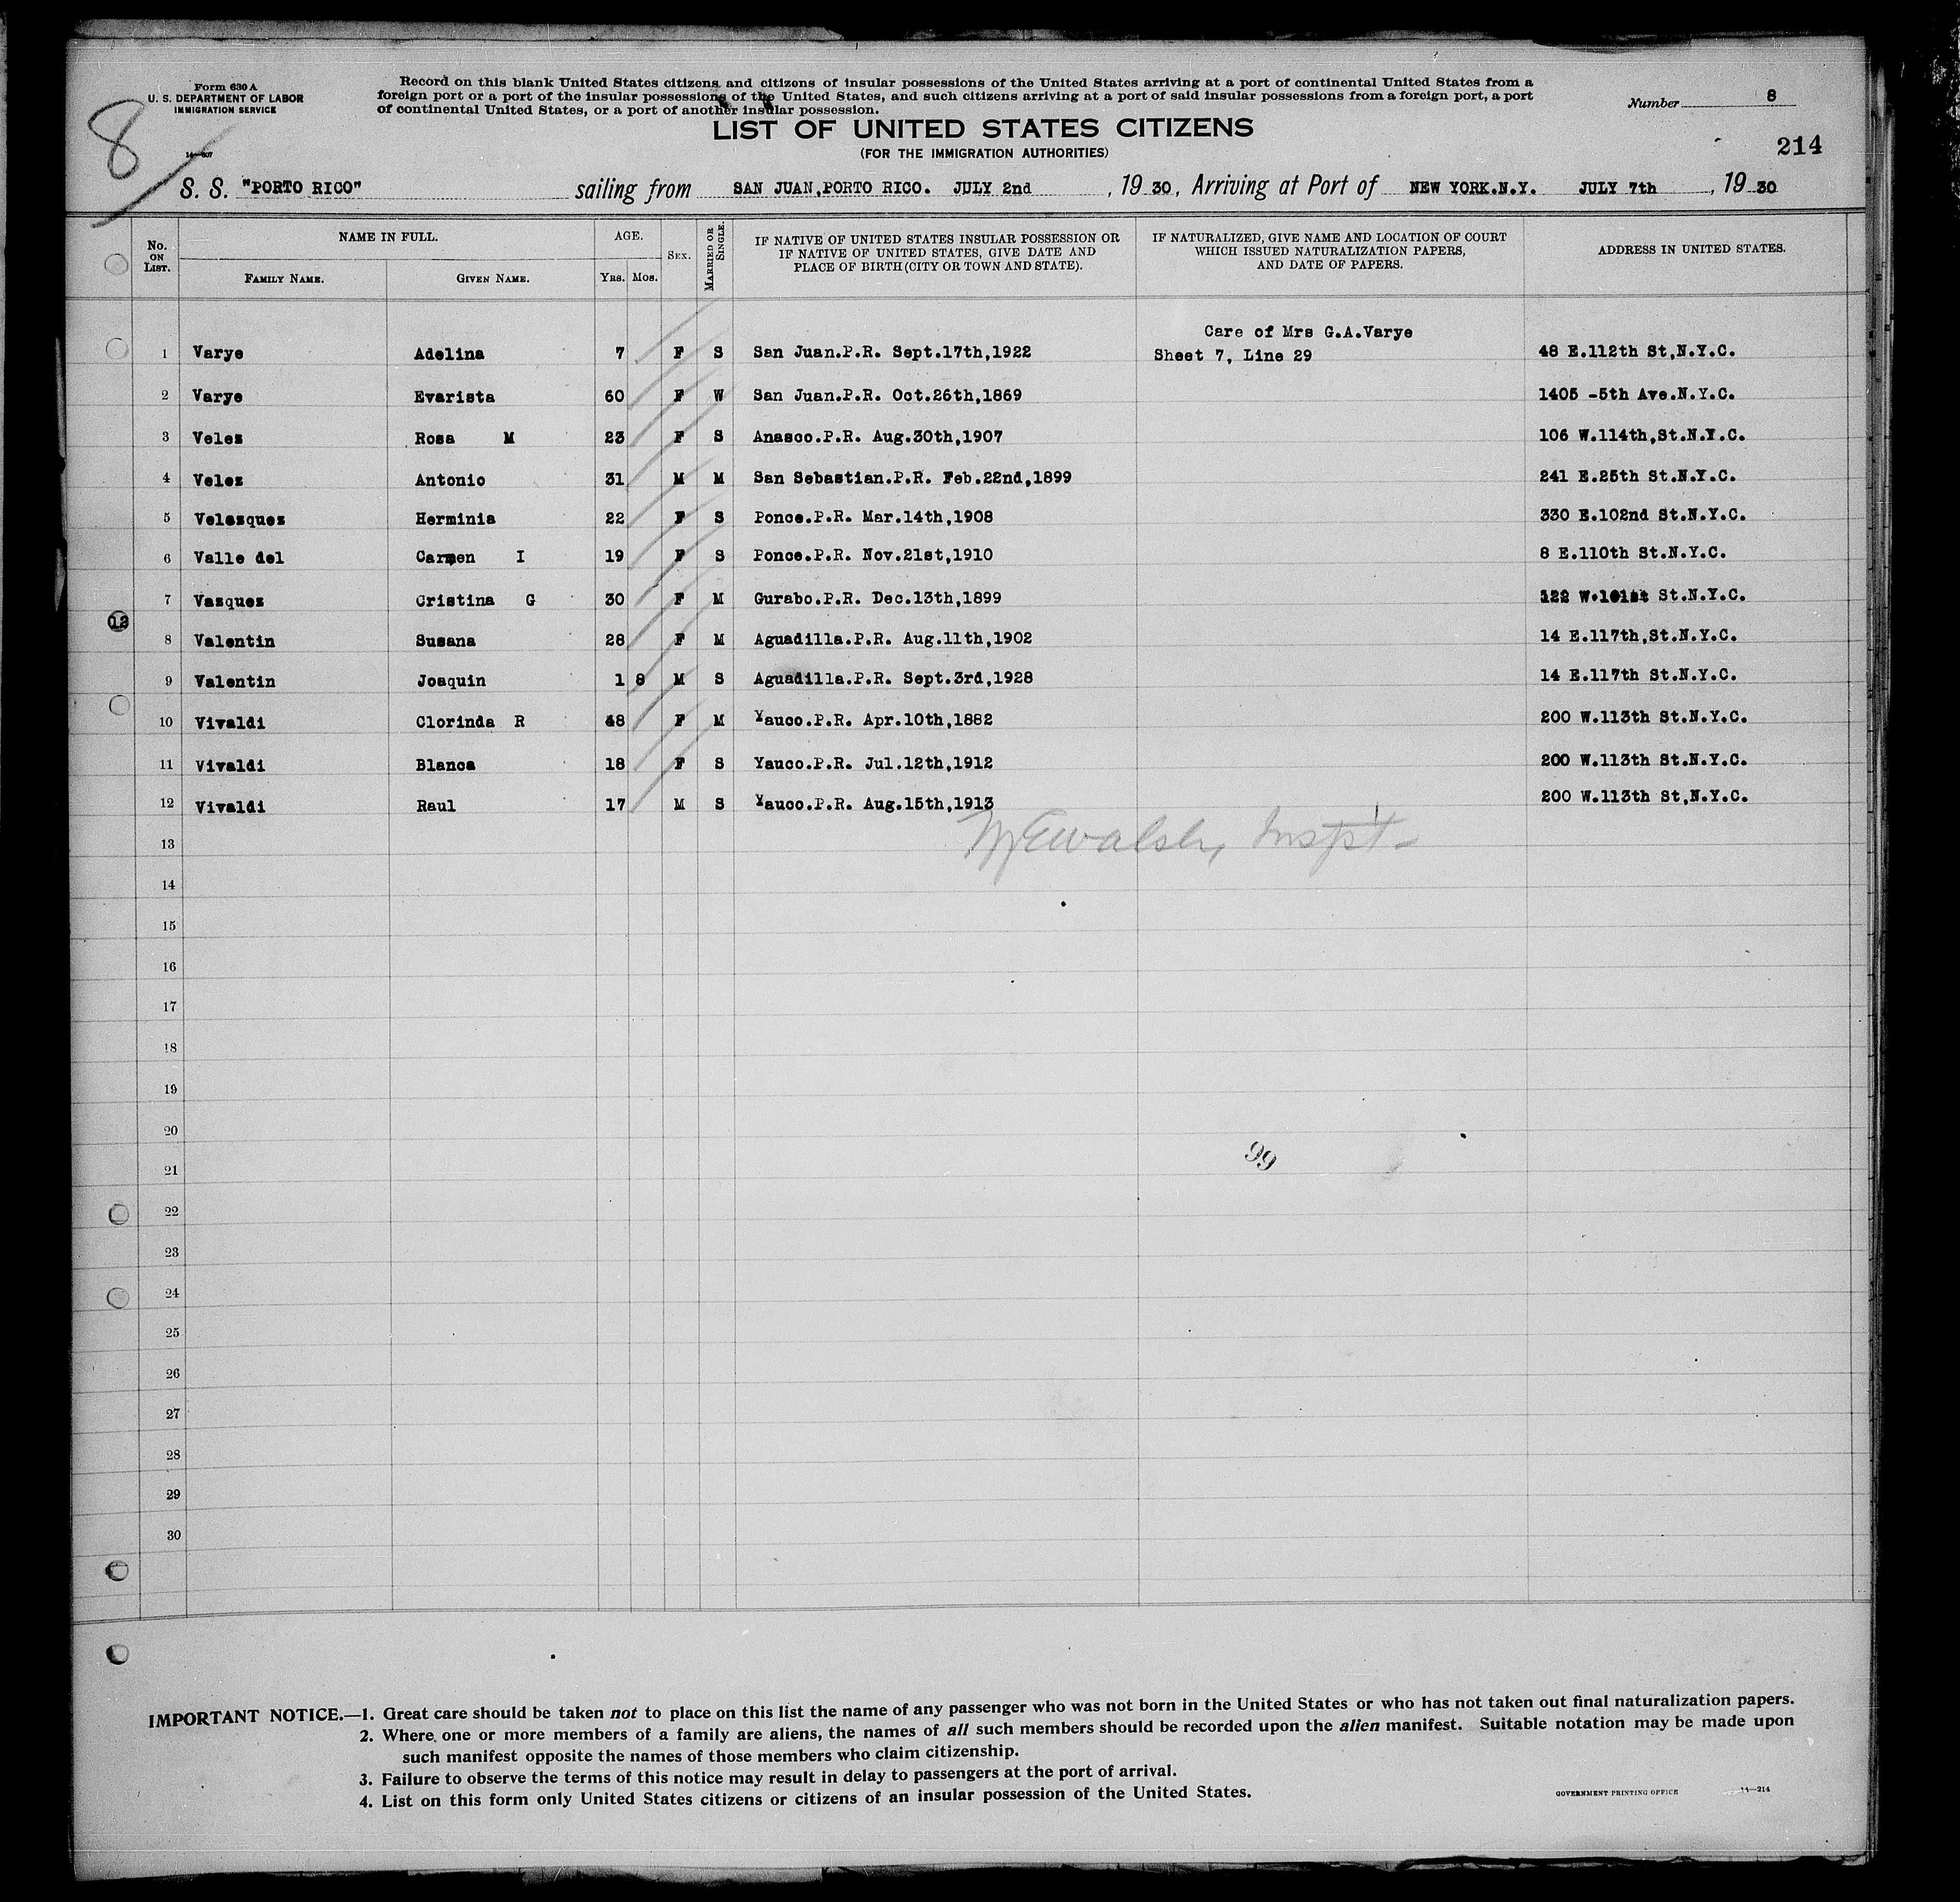 Form 630 A
U. S. DEPARTMENT OF LABOR
IMMIGRATION SERVICE
8
Record on this blank United States citizens and citizens of insular possessions of the United States arriving at a port of continental United States from a
foreign port or a port of the insular possessions of the United States, and such citizens arriving at a port of said insular possessions from a foreign port, a port
of continental United States, or a port of another insular possession.
Number 8
LIST OF UNITED STATES CITIZENS
(FOR THE IMMIGRATION AUTHORITIES)
214
S. S. "PORTO RICO" sailing from SAN JUAN,PORTO RICO. JULY 2nd , 19 30, Arriving at Port of NEW YORK.N.Y. JULY 7th , 19 30
No. ON LIST. NAME IN FULL. FAMILY NAME. GIVEN NAME. AGE. YRS. MOS. SEX. MARRIED OR SINGLE. IF NATIVE OF UNITED STATES INSULAR POSSESSION OR IF NATIVE OF UNITED STATES, GIVE DATE AND PLACE OF BIRTH (CITY OR TOWN AND STATE). IF NATURALIZED, GIVE NAME AND LOCATION OF COURT WHICH ISSUED NATURALIZATION PAPERS, AND DATE OF PAPERS. ADDRESS IN UNITED STATES.
Care of Mrs G.A.Varye
1 Varye Adelina 7 F S San Juan.P.R. Sept.17th,1922 Sheet 7, Line 29 48 E.112th St,N.Y.C.
2 Varye Evarista 60 F W San Juan.P.R. Oct.26th,1869 1405 -5th Ave.N.Y.C.
3 Velez Rosa M 23 F S Anasco.P.R. Aug.30th,1907 106 W.114th,St.N.Y.C.
4 Velez Antonio 31 M M San Sebastian.P.R. Feb.22nd,1899 241 E.25th St.N.Y.C.
5 Velazquez Herminia 22 F S Ponce.P.R. Mar.14th,1908 330 E.102nd St.N.Y.C.
6 Valle del Carmen I 19 F S Ponce.P.R. Nov.21st,1910 8 E.110th St.N.Y.C.
7 Vazquez Cristina G 30 F M Gurabo.P.R. Dec.13th,1899 122 W.101st St.N.Y.C.
8 Valentin Susana 28 F M Aguadilla.P.R. Aug.11th,1902 14 E.117th,St.N.Y.C.
9 Valentin Joaquin 1 8 M S Aguadilla.P.R. Sept.3rd,1928 14 E.117th St.N.Y.C.
10 Vivaldi Clorinda R 48 F M Yauco.P.R. Apr.10th,1882 200 W.113th St.N.Y.C.
11 Vivaldi Blanca 18 F S Yauco.P.R. Jul.12th,1912 200 W.113th St.N.Y.C.
12 Vivaldi Raul 17 M S Yauco.P.R. Aug.15th,1913 200 W.113th St,N.Y.C.
13
14
15
16
17
18
19
20
99
21
22
23
24
25
26
27
28
29
30
IMPORTANT NOTICE.—1. Great care should be taken not to place on this list the name of any passenger who was not born in the United States or who has not taken out final naturalization papers.
2. Where one or more members of a family are aliens, the names of all such members should be recorded upon the alien manifest. Suitable notation may be made upon
such manifest opposite the names of those members who claim citizenship.
3. Failure to observe the terms of this notice may result in delay to passengers at the port of arrival.
4. List on this form only United States citizens or citizens of an insular possession of the United States.
GOVERNMENT PRINTING OFFICE